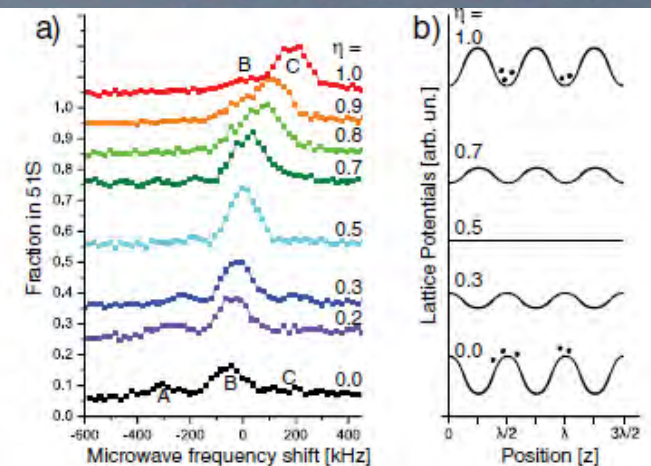 a)
η =
1.0
0.9
0.8
0.7
0.5
0.3
0.2
0.0
B
C
A
B
C
1.0
0.9
0.8
0.7
0.6
0.5
0.4
0.3
0.2
0.1
0.0
Fraction in 51S
-600 -400 -200 0 200 400
Microwave frequency shift [kHz]
b)
η =
1.0
0.7
0.5
0.3
0.0
Lattice Potentials [arb. un.]
0 λ/2 λ 3λ/2
Position [z]